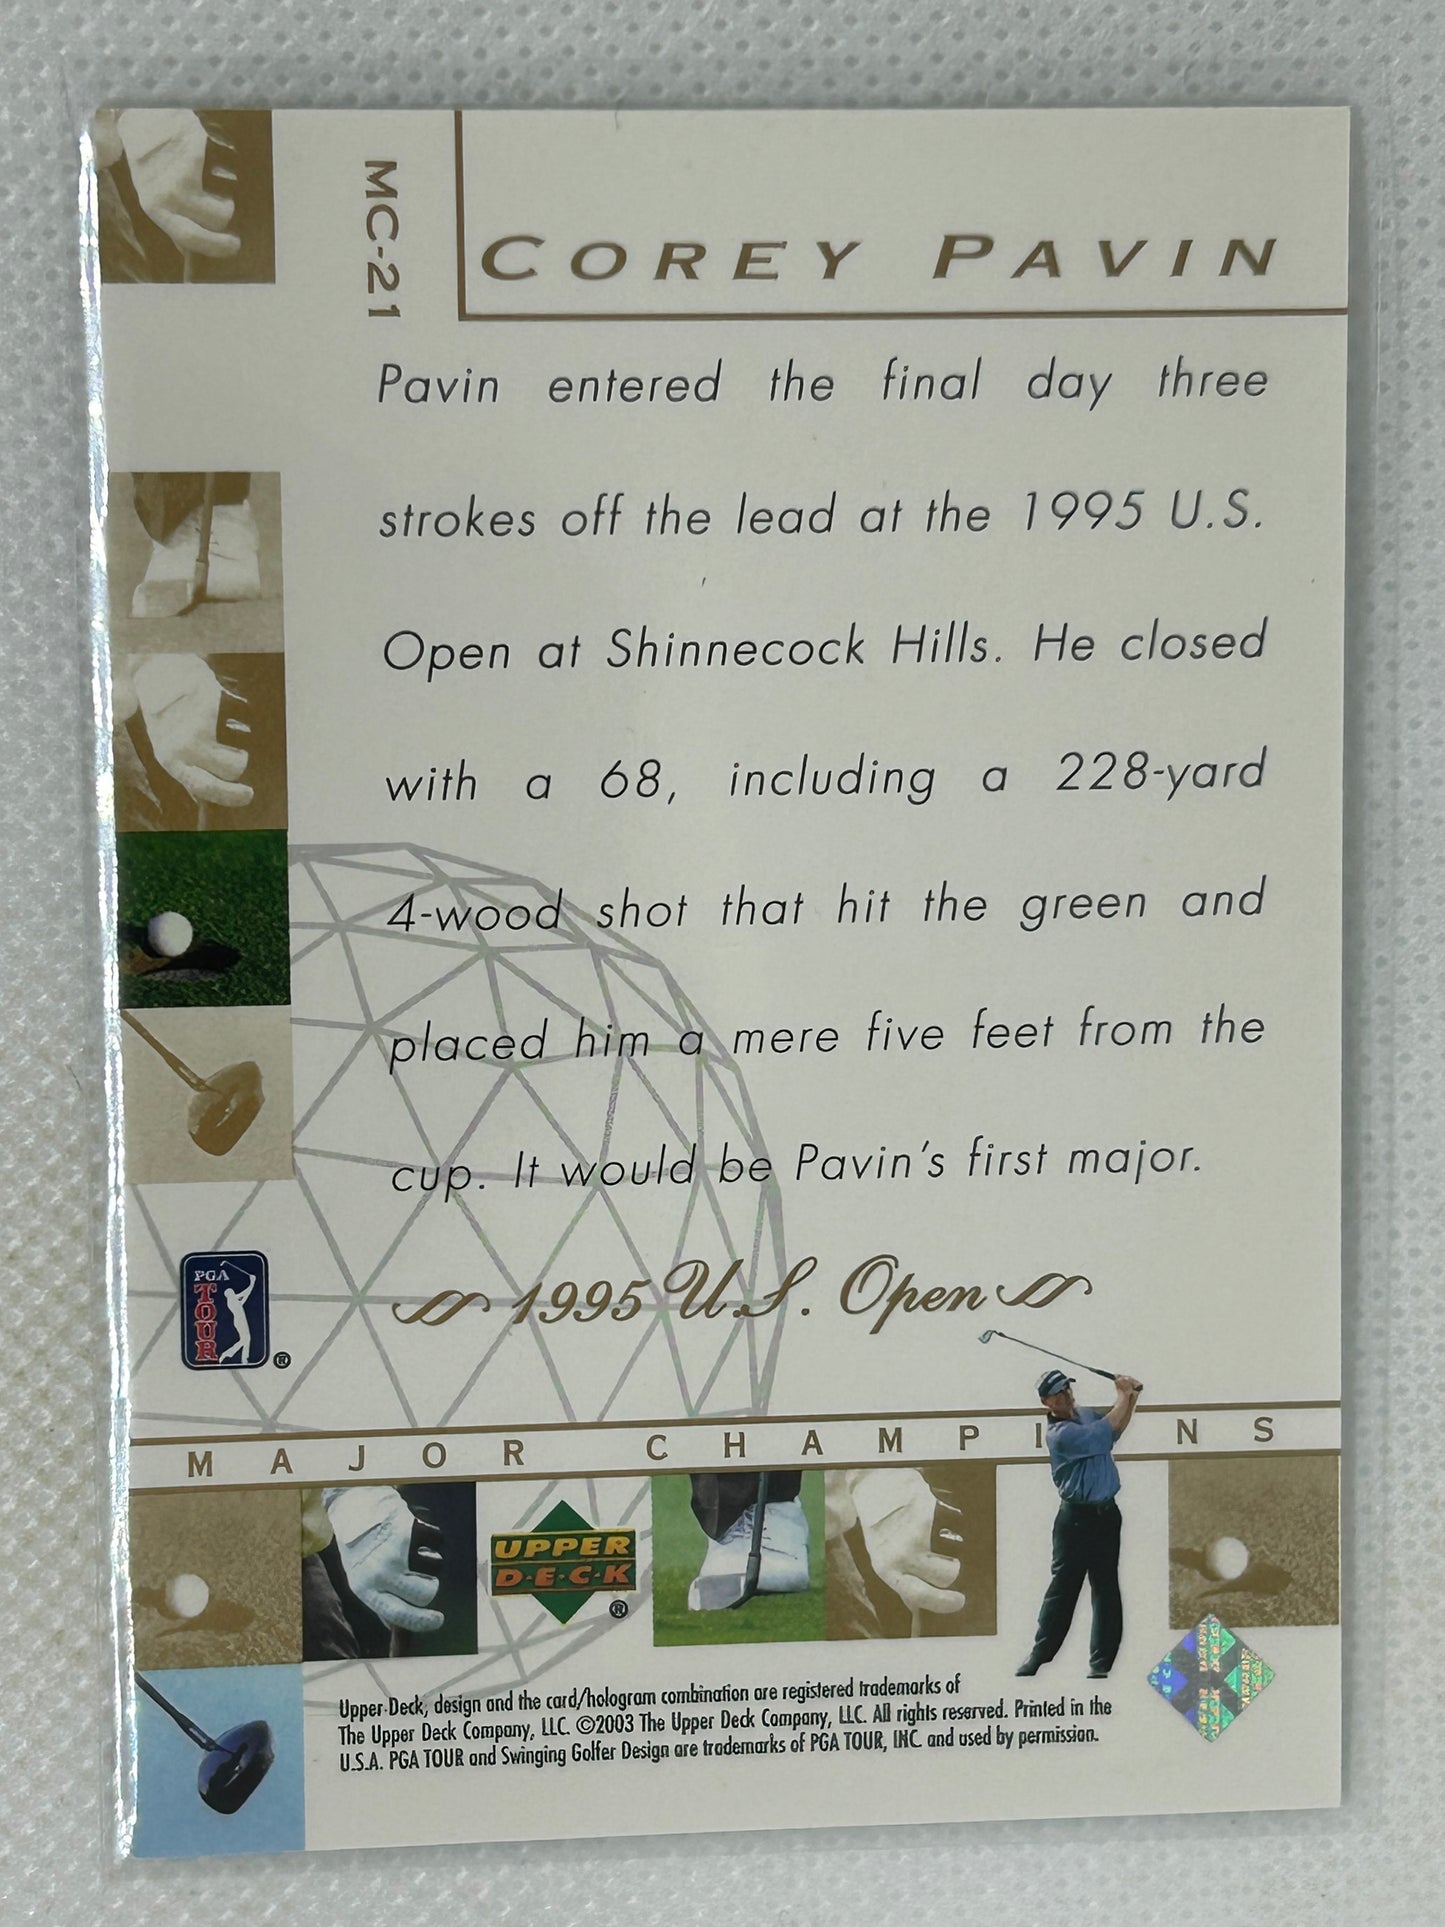 MC-21
COREY PAVIN
Pavin entered the final day three
strokes off the lead at the 1995 U.S.
Open at Shinnecock Hills. He closed
with a 68, including a 228-yard
4-wood shot that hit the green and
placed him a mere five feet from the
cup. It would be Pavin's first major.
PGA
TOUR
®
1995 U.S. Open
MAJOR CHAMPI NS
UPPER
D·E·C·K
®
Upper Deck, design and the card/hologram combination are registered trademarks of
The Upper Deck Company, LLC. ©2003 The Upper Deck Company, LLC. All rights reserved. Printed in the
U.S.A. PGA TOUR and Swinging Golfer Design are trademarks of PGA TOUR, INC and used by permission.